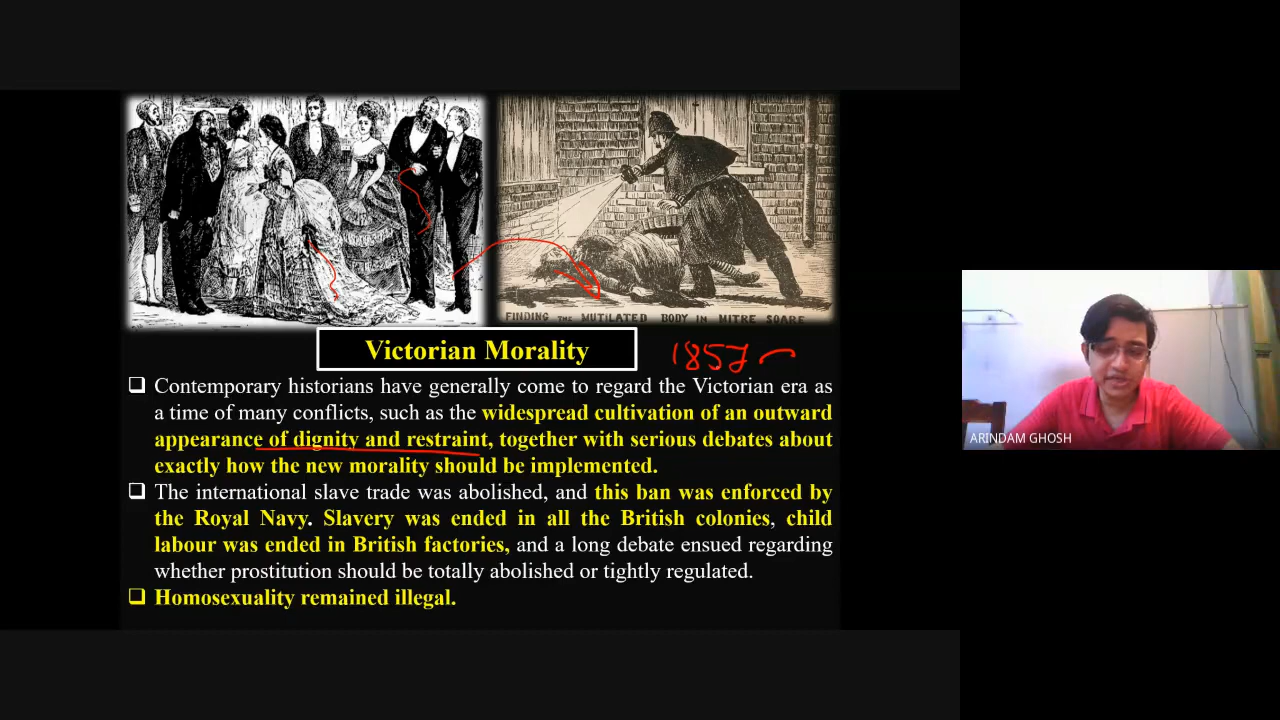 FINDING THE MUTILATED BODY IN MITRE SQARE
Victorian Morality
1857
❑ Contemporary historians have generally come to regard the Victorian era as
a time of many conflicts, such as the widespread cultivation of an outward
appearance of dignity and restraint, together with serious debates about
exactly how the new morality should be implemented.
❑ The international slave trade was abolished, and this ban was enforced by
the Royal Navy. Slavery was ended in all the British colonies, child
labour was ended in British factories, and a long debate ensued regarding
whether prostitution should be totally abolished or tightly regulated.
❑ Homosexuality remained illegal.
ARINDAM GHOSH